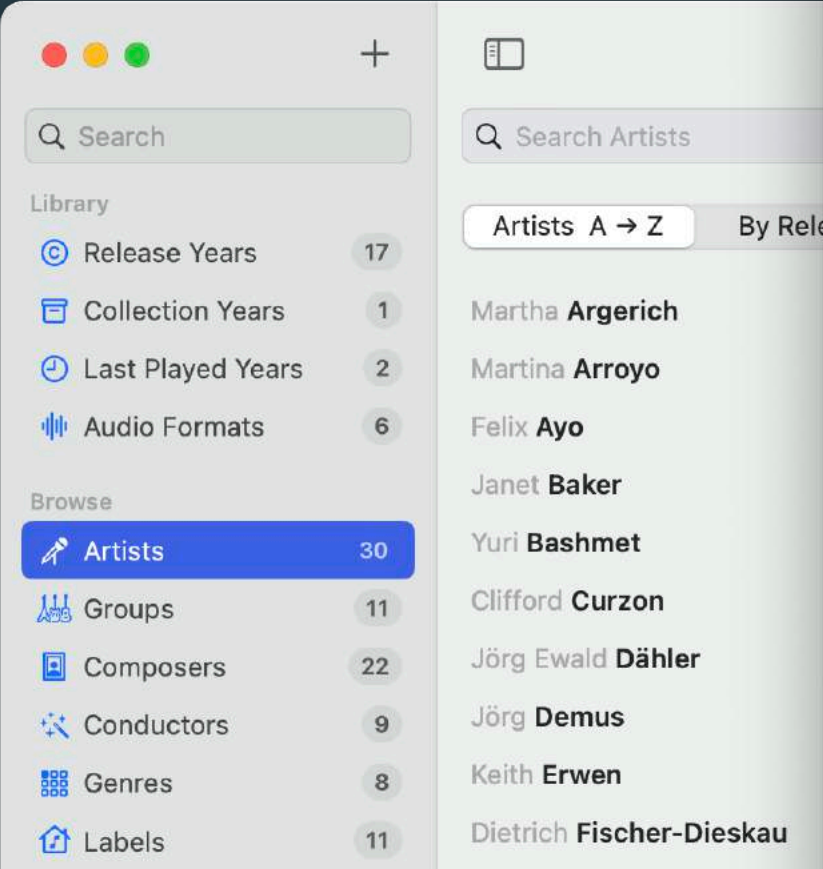 Search
Library
Release Years 17
Collection Years 1
Last Played Years 2
Audio Formats 6
Browse
Artists 30
Groups 11
Composers 22
Conductors 9
Genres 8
Labels 11
Search Artists
Artists A → Z By Rele
Martha Argerich
Martina Arroyo
Felix Ayo
Janet Baker
Yuri Bashmet
Clifford Curzon
Jörg Ewald Dähler
Jörg Demus
Keith Erwen
Dietrich Fischer-Dieskau